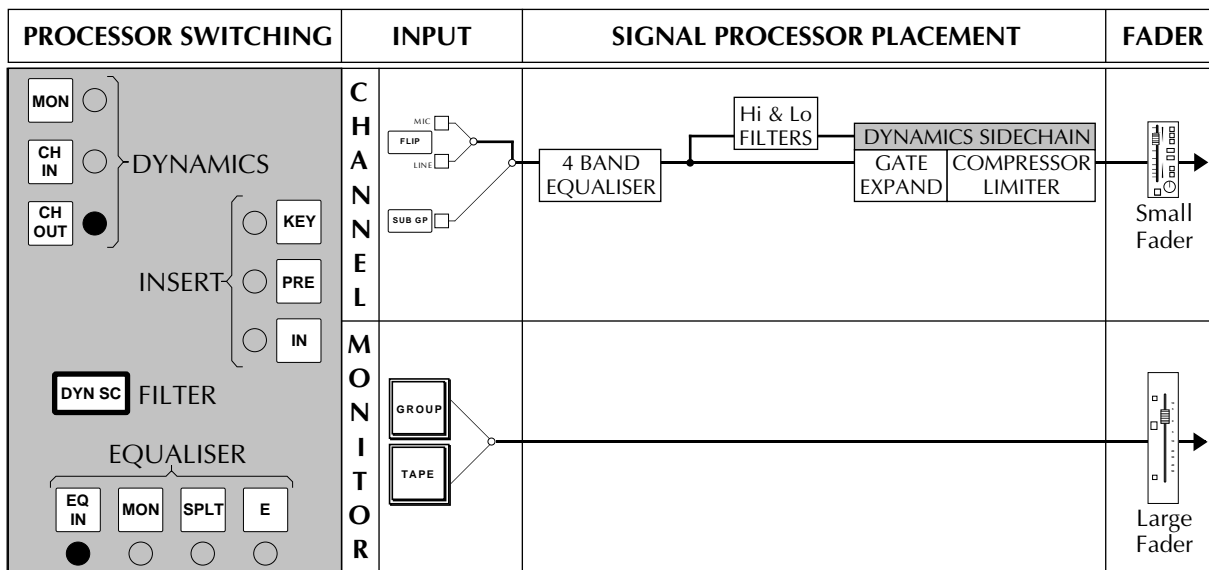 PROCESSOR SWITCHING
INPUT
SIGNAL PROCESSOR PLACEMENT
FADER
MON
CH
IN
CH
OUT
DYNAMICS
KEY
PRE
IN
INSERT
DYN SC
FILTER
EQUALISER
EQ
IN
MON
SPLT
E
CHANNEL
MIC
FLIP
LINE
SUB GP
4 BAND
EQUALISER
Hi & Lo
FILTERS
DYNAMICS SIDECHAIN
GATE
EXPAND
COMPRESSOR
LIMITER
Small
Fader
MONITOR
GROUP
TAPE
Large
Fader